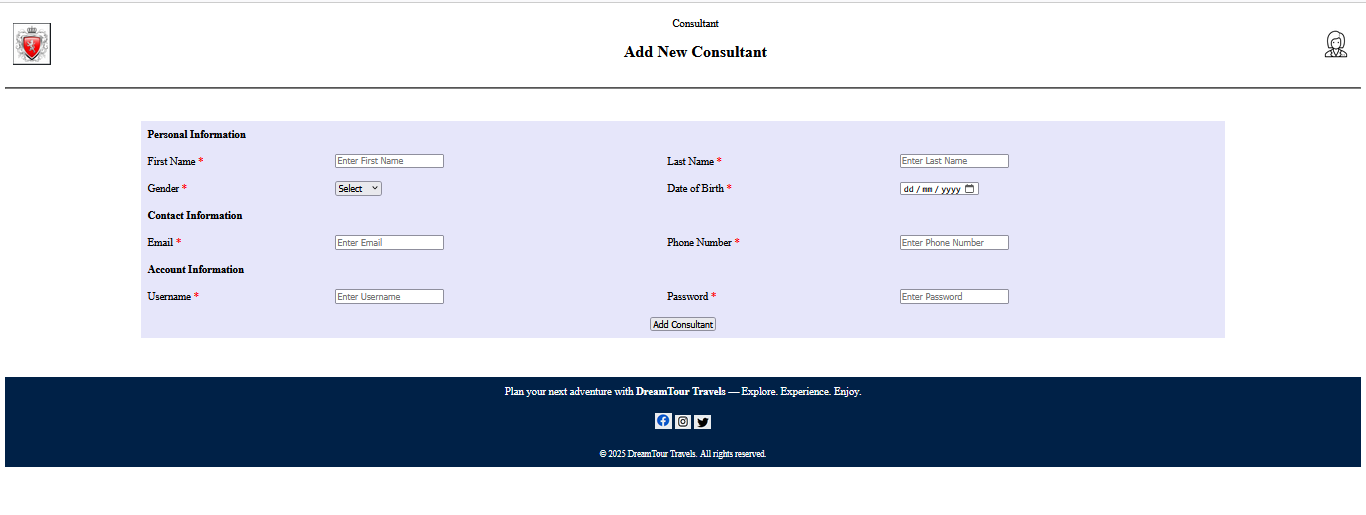 Consultant
Add New Consultant
Personal Information
First Name * Enter First Name Last Name * Enter Last Name
Gender * Select Date of Birth * dd / mm / yyyy
Contact Information
Email * Enter Email Phone Number * Enter Phone Number
Account Information
Username * Enter Username Password * Enter Password
Add Consultant
Plan your next adventure with DreamTour Travels — Explore. Experience. Enjoy.
© 2025 DreamTour Travels. All rights reserved.